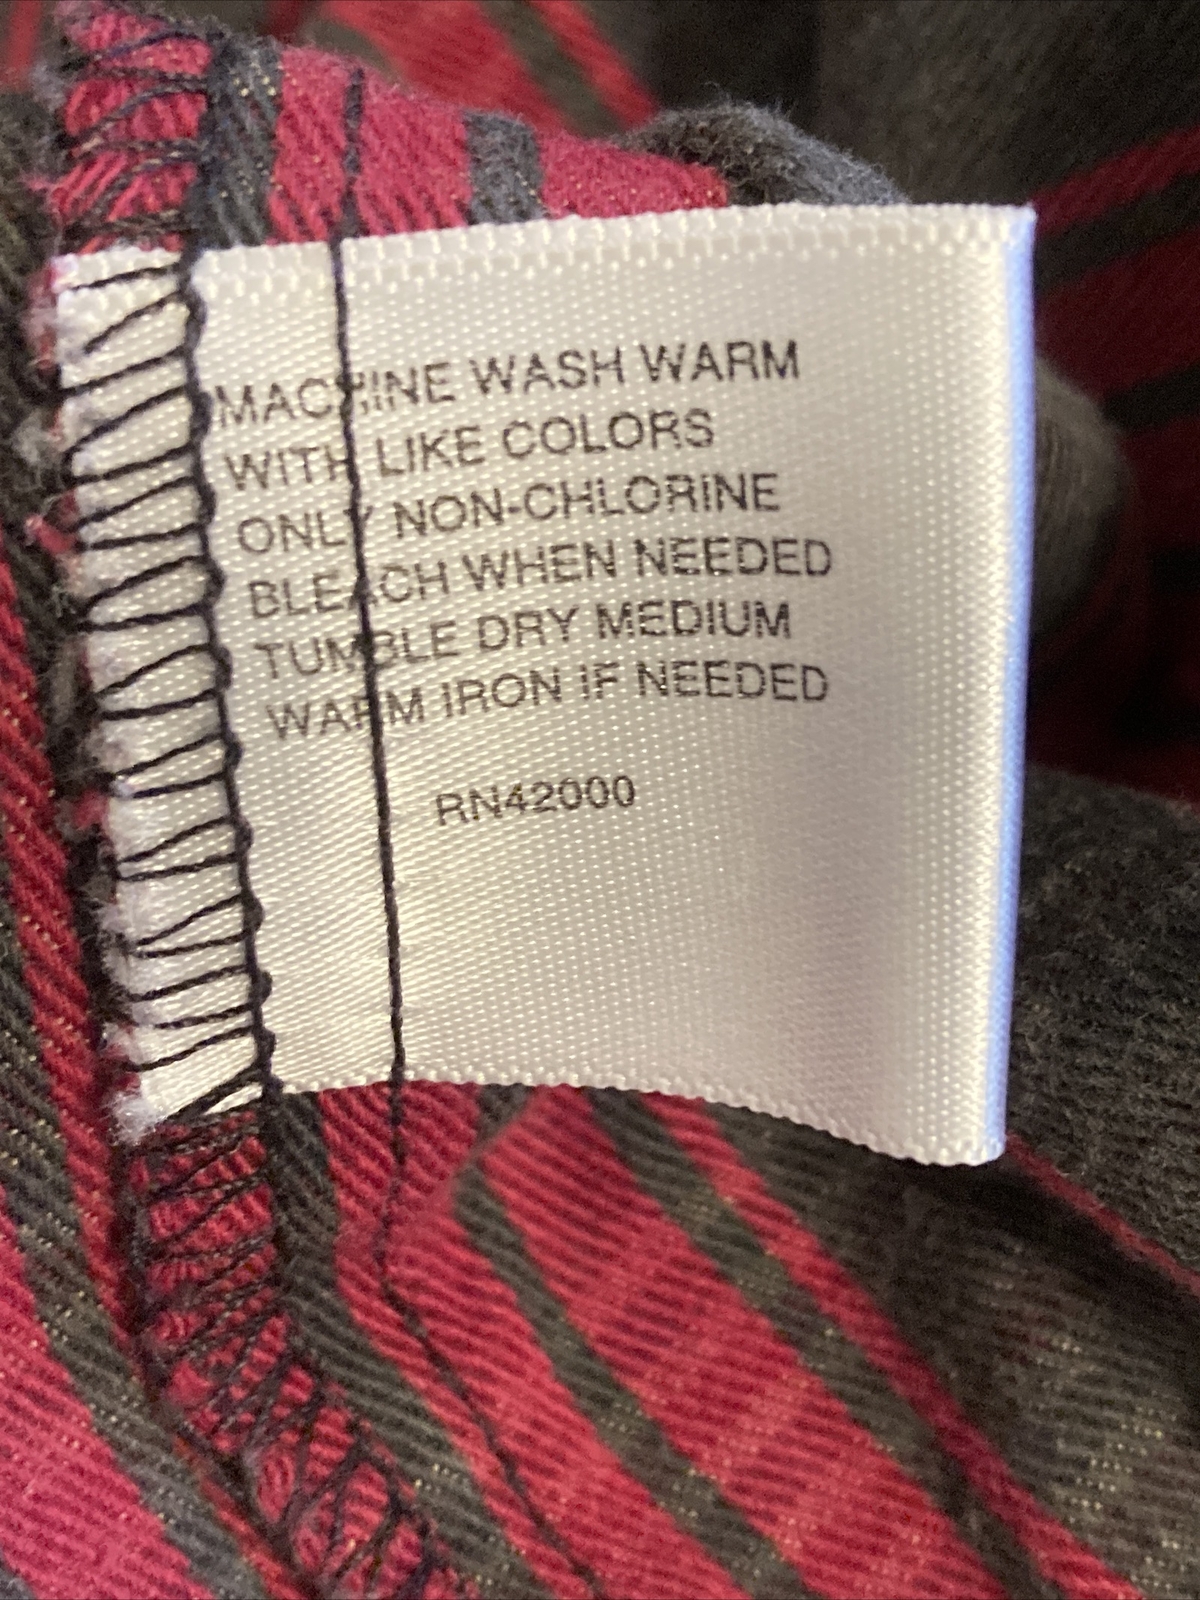 MACHINE WASH WARM
WITH LIKE COLORS
ONLY NON-CHLORINE
BLEACH WHEN NEEDED
TUMBLE DRY MEDIUM
WARM IRON IF NEEDED
RN42000